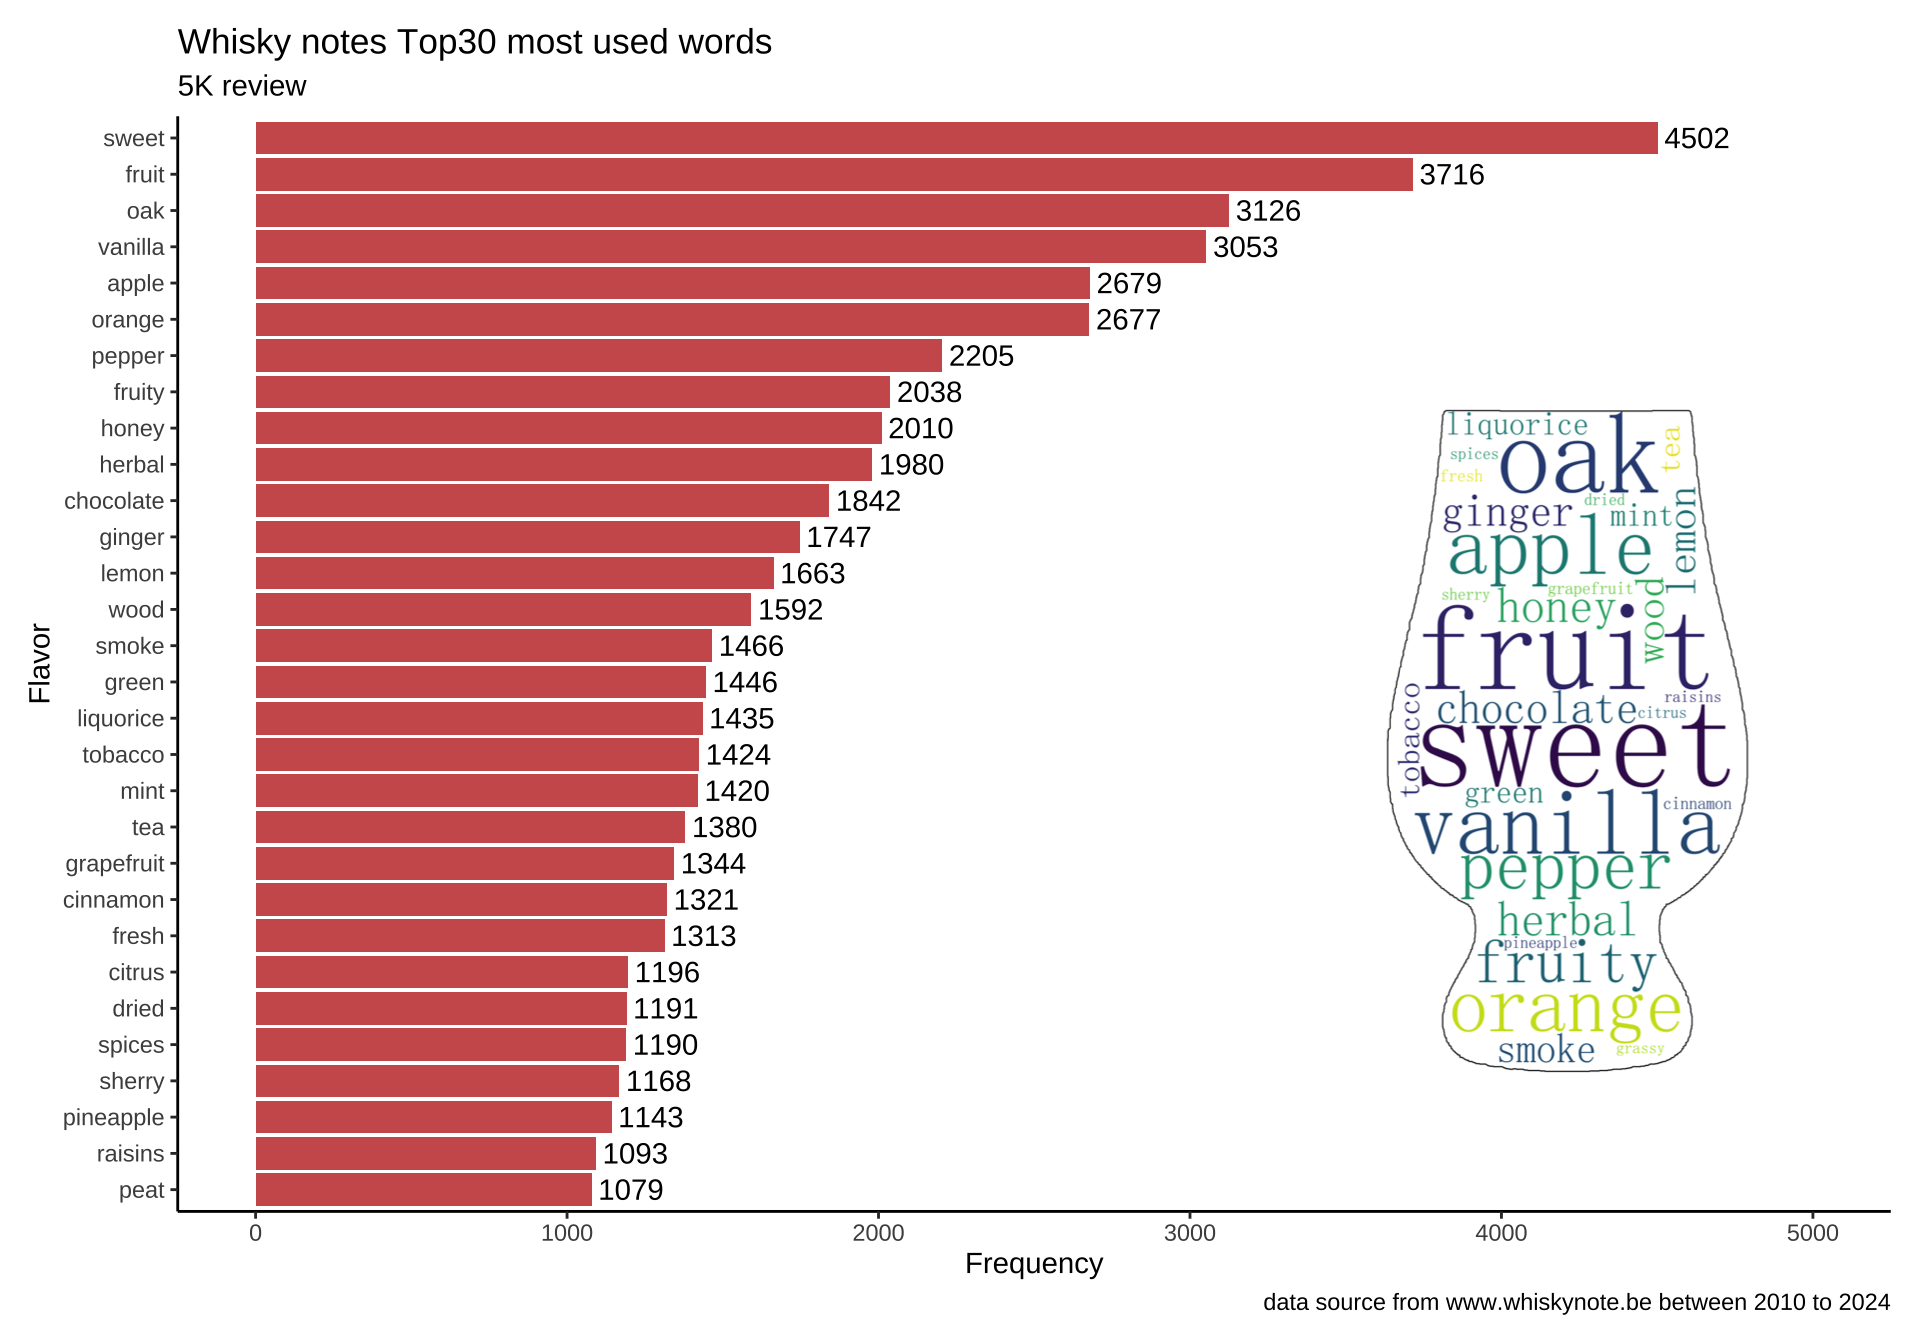 Whisky notes Top30 most used words
5K review
Flavor
sweet 4502
fruit 3716
oak 3126
vanilla 3053
apple 2679
orange 2677
pepper 2205
fruity 2038
honey 2010
herbal 1980
chocolate 1842
ginger 1747
lemon 1663
wood 1592
smoke 1466
green 1446
liquorice 1435
tobacco 1424
mint 1420
tea 1380
grapefruit 1344
cinnamon 1321
fresh 1313
citrus 1196
dried 1191
spices 1190
sherry 1168
pineapple 1143
raisins 1093
peat 1079
0 1000 2000 3000 4000 5000
Frequency
liquorice
oak
tea
spices
fresh
dried
ginger
mint
lemon
apple
grapefruit
sherry
honey
wood
fruit
raisins
chocolate
citrus
tobacco
sweet
green
cinnamon
vanilla
pepper
herbal
pineapple
fruity
orange
smoke
grassy
data source from www.whiskynote.be between 2010 to 2024